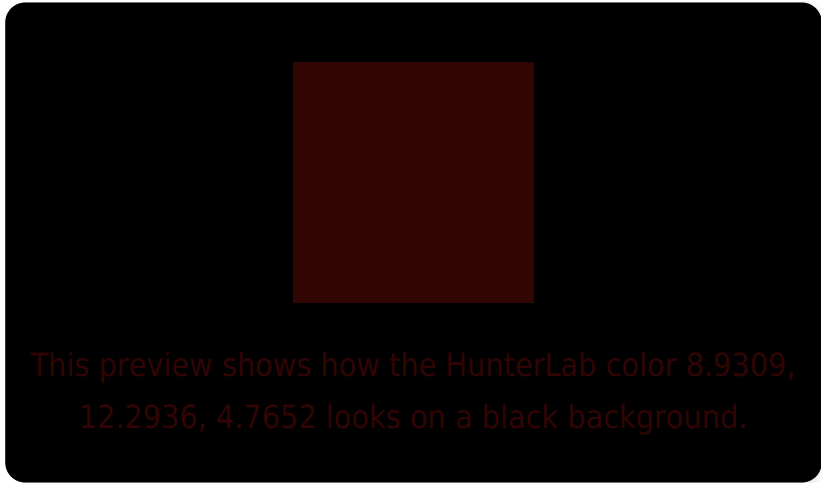 This preview shows how the HunterLab color 8.9309,
12.2936, 4.7652 looks on a black background.